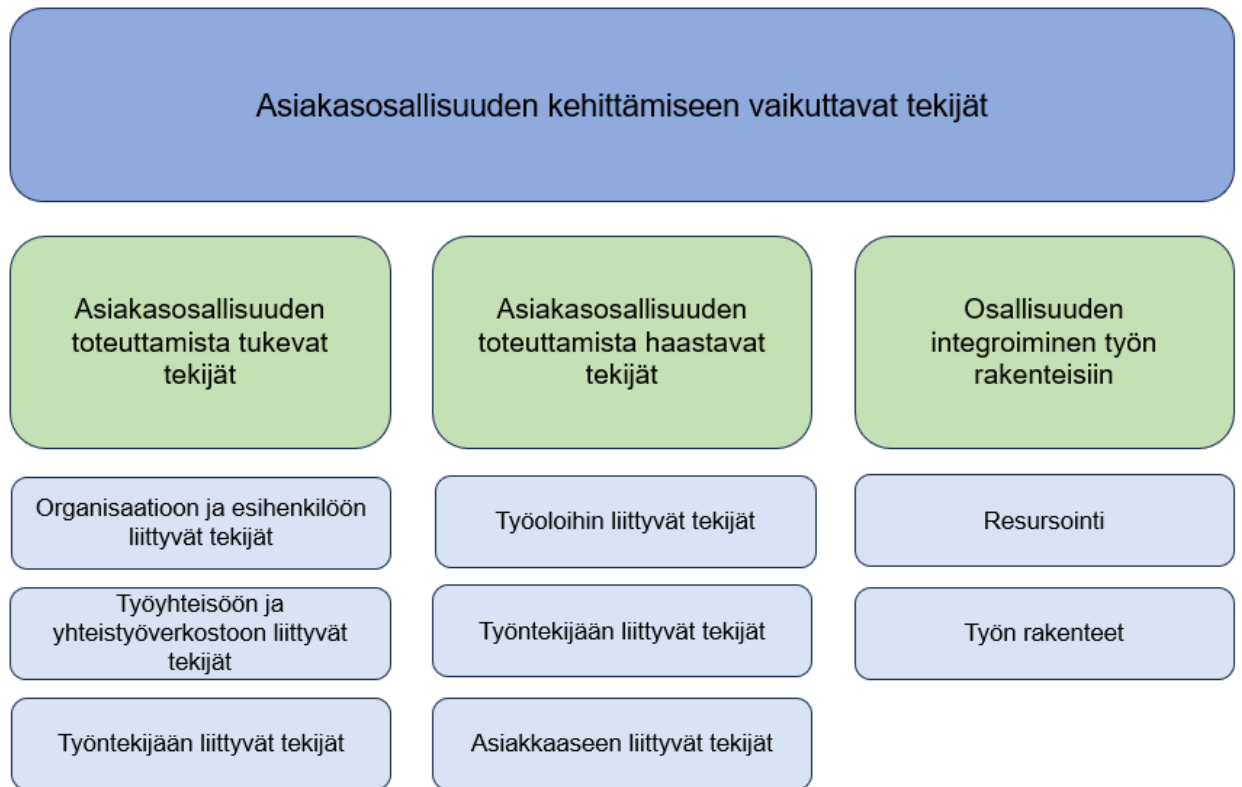 Asiakasosallisuuden kehittämiseen vaikuttavat tekijät
Asiakasosallisuuden
toteuttamista tukevat
tekijät
Asiakasosallisuuden
toteuttamista haastavat
tekijät
Osallisuuden
integroiminen työn
rakenteisiin
Organisaatioon ja esihenkilöön
liittyvät tekijät
Työoloihin liittyvät tekijät
Resursointi
Työyhteisöön ja
yhteistyöverkostoon liittyvät
tekijät
Työntekijään liittyvät tekijät
Työn rakenteet
Työntekijään liittyvät tekijät
Asiakkaaseen liittyvät tekijät